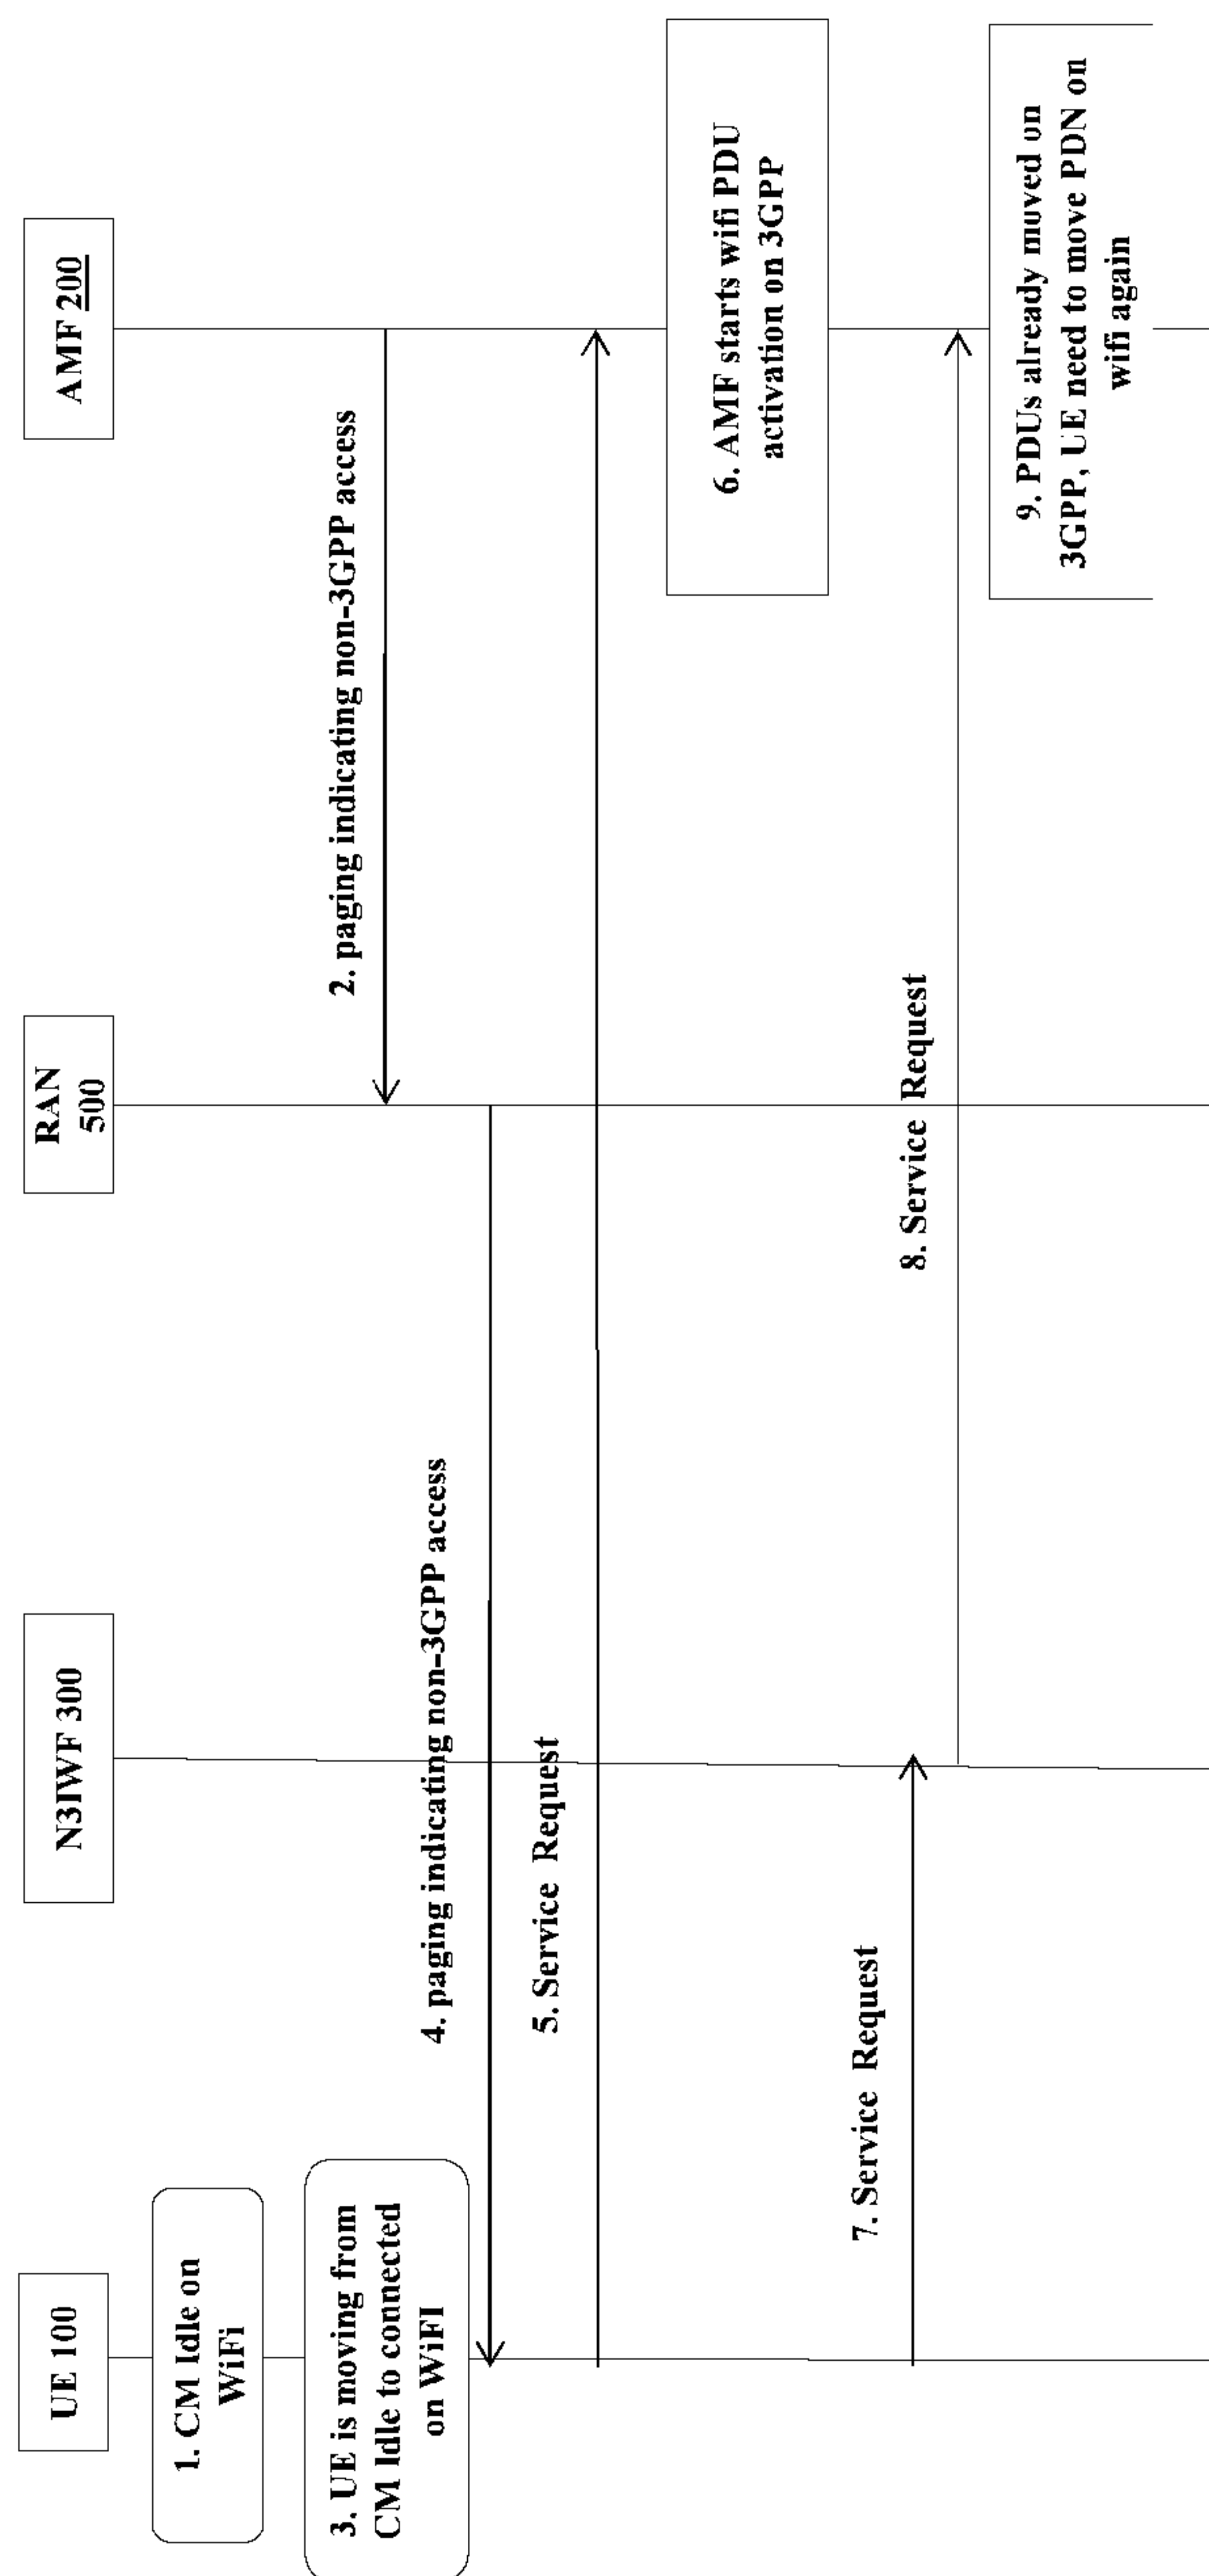 UE 100
N3IWF 300
RAN
500
AMF 200
1. CM Idle on
WiFi
2. paging indicating non-3GPP access
3. UE is moving from
CM Idle to connected
on WiFI
4. paging indicating non-3GPP access
5. Service Request
6. AMF starts wifi PDU
activation on 3GPP
7. Service Request
8. Service Request
9. PDUs already moved on
3GPP, UE need to move PDN on
wifi again